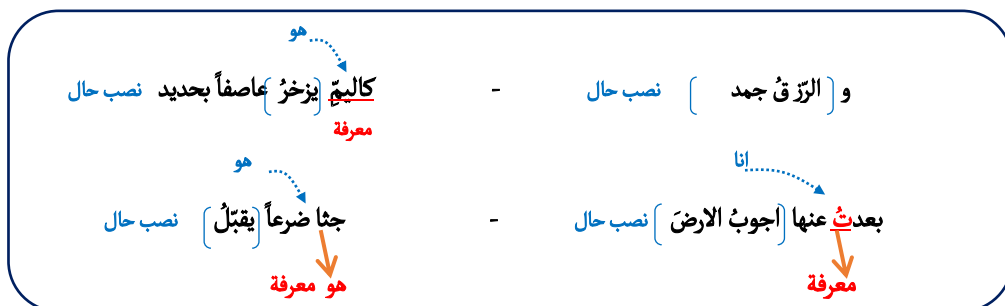 هو
و ( الرّزقُ جمد ) نصب حال - كاليمِّ ( يزخرُ ) عاصفاً بحديد نصب حال
معرفة
انا هو
بعدتُ عنها ( اجوبُ الارضَ ) نصب حال - جثا ضرعاً ( يقبّلُ ) نصب حال
معرفة هو معرفة